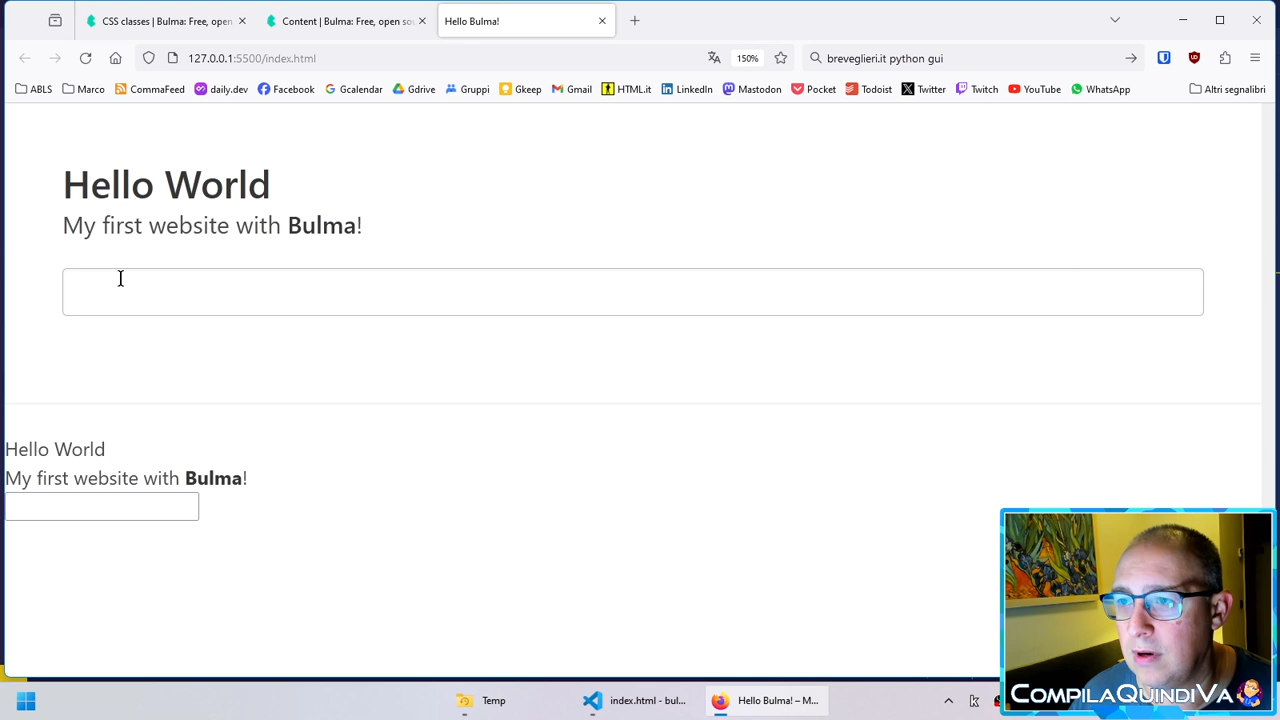 CSS classes | Bulma: Free, open
Content | Bulma: Free, open sou
Hello Bulma!
127.0.0.1:5500/index.html
150%
breveglieri.it python gui
ABLS
Marco
CommaFeed
daily.dev
Facebook
Gcalendar
Gdrive
Gruppi
Gkeep
Gmail
HTML.it
LinkedIn
Mastodon
Pocket
Todoist
Twitter
Twitch
YouTube
WhatsApp
Altri segnalibri
Hello World
My first website with Bulma!
Hello World
My first website with Bulma!
CompilaQuindiVa
Temp
index.html - bul...
Hello Bulma! – M...